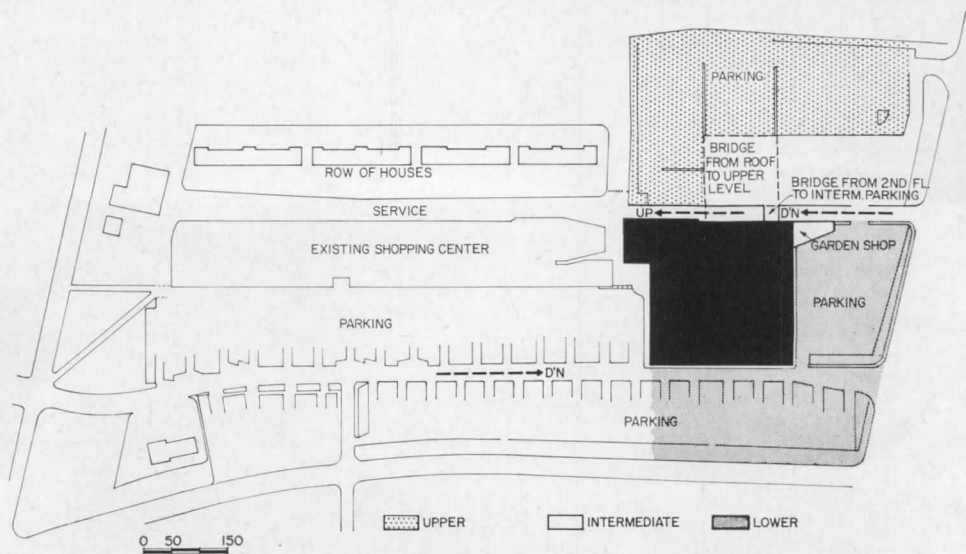 PARKING
BRIDGE
FROM ROOF
TO UPPER
LEVEL
BRIDGE FROM 2ND FL.
TO INTERM. PARKING
ROW OF HOUSES
SERVICE
UP
D'N
GARDEN SHOP
EXISTING SHOPPING CENTER
PARKING
PARKING
D'N
PARKING
UPPER
INTERMEDIATE
LOWER
0 50 150